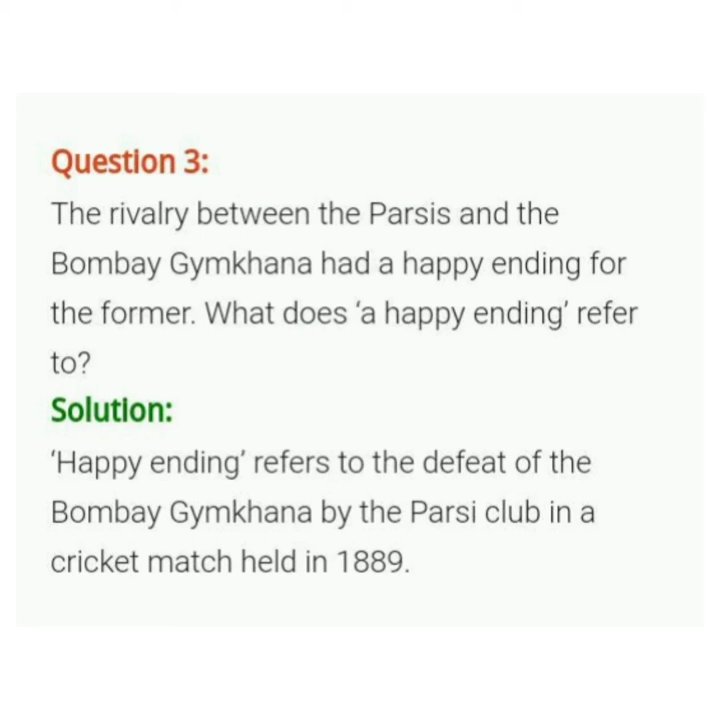 Question 3:
The rivalry between the Parsis and the
Bombay Gymkhana had a happy ending for
the former. What does ‘a happy ending’ refer
to?
Solution:
‘Happy ending’ refers to the defeat of the
Bombay Gymkhana by the Parsi club in a
cricket match held in 1889.